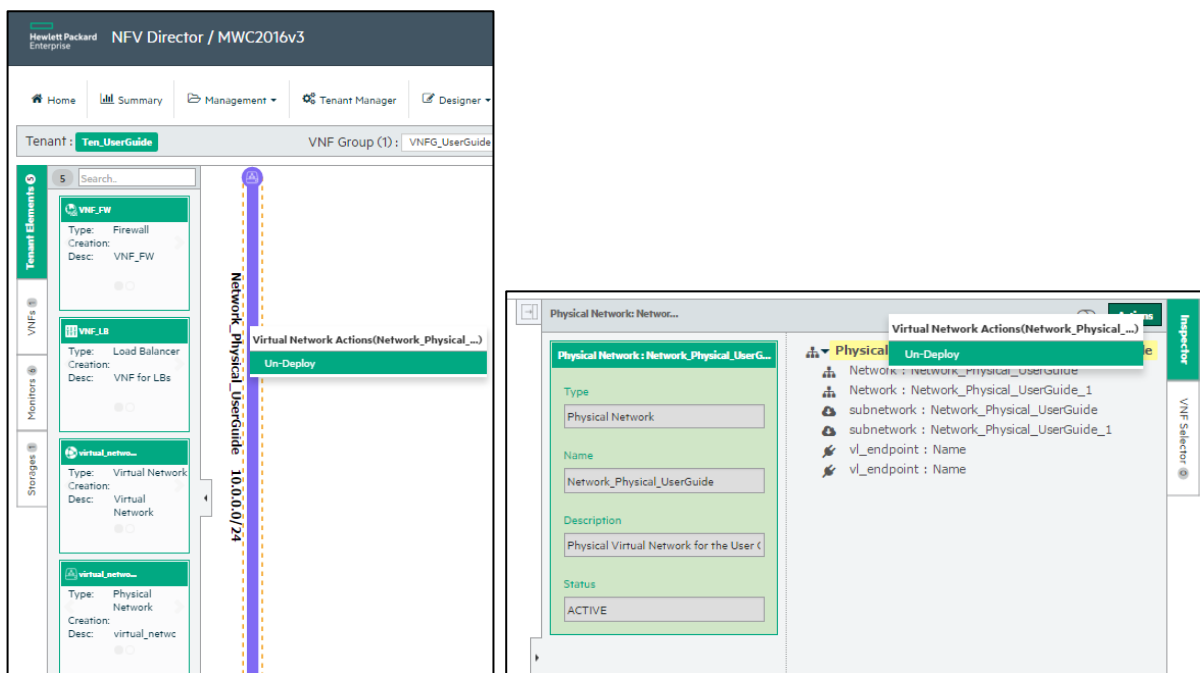 Hewlett Packard
Enterprise
NFV Director / MWC2016v3
Home
Summary
Management
Tenant Manager
Designer
Tenant :
Ten_UserGuide
VNF Group (1) :
VNFG_UserGuide
Tenant Elements 5
VNFs 1
Monitors 6
Storages 1
5
Search..
VNF_FW
Type: Firewall
Creation:
Desc: VNF_FW
VNF_LB
Type: Load Balancer
Creation:
Desc: VNF for LBs
virtual_netwo...
Type: Virtual Network
Creation:
Desc: Virtual
Network
virtual_netwo...
Type: Physical
Network
Creation:
Desc: virtual_netwc
Network_Physical_UserGuide 10.0.0.0/24
Virtual Network Actions(Network_Physical_...)
Un-Deploy
Physical Network: Networ...
Virtual Network Actions(Network_Physical_...)
Un-Deploy
Physical Network : Network_Physical_UserG...
Type
Physical Network
Name
Network_Physical_UserGuide
Description
Physical Virtual Network for the User (
Status
ACTIVE
Physical
Network : Network_Physical_UserGuide
Network : Network_Physical_UserGuide_1
subnetwork : Network_Physical_UserGuide
subnetwork : Network_Physical_UserGuide_1
vl_endpoint : Name
vl_endpoint : Name
Inspector
VNF Selector 0